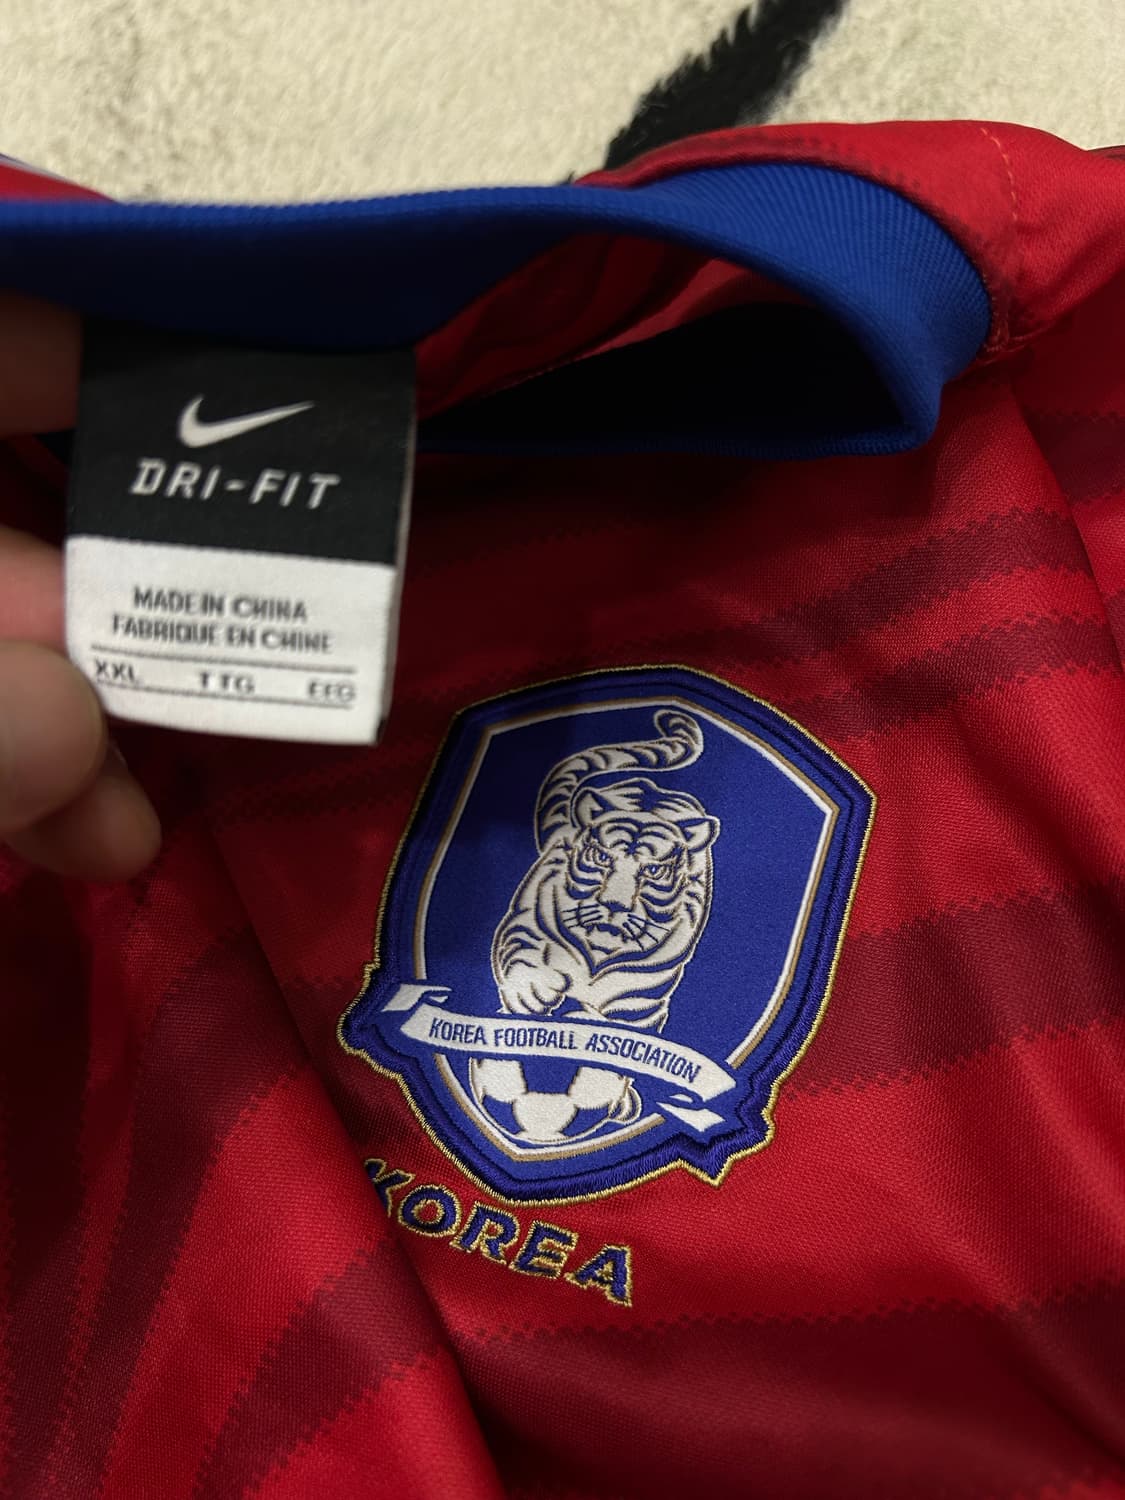 DRI-FIT
MADE IN CHINA
FABRIQUE EN CHINE
XXL TTG EEG
KOREA FOOTBALL ASSOCIATION
KOREA